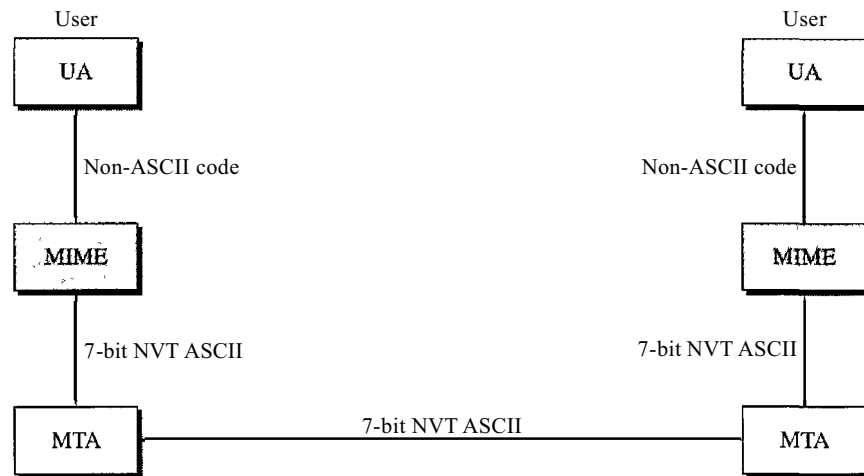 User
User
UA
UA
Non-ASCII code
Non-ASCII code
MIME
MIME
7-bit NVT ASCII
7-bit NVT ASCII
7-bit NVT ASCII
MTA
MTA